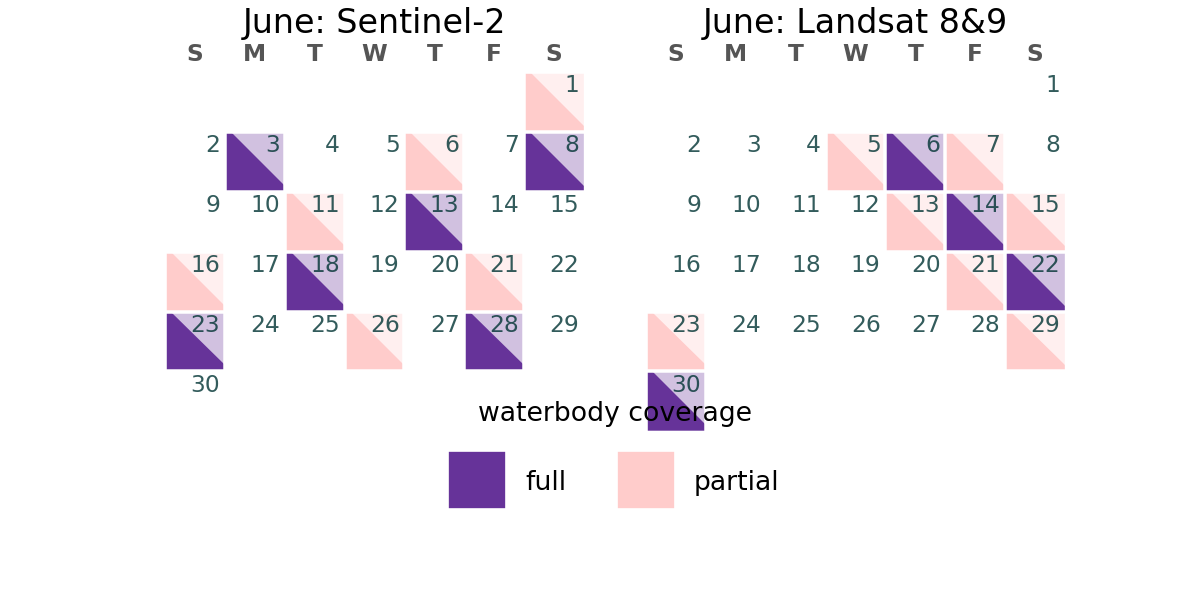 June: Sentinel-2
S M T W T F S
1
2 3 4 5 6 7 8
9 10 11 12 13 14 15
16 17 18 19 20 21 22
23 24 25 26 27 28 29
30
June: Landsat 8&9
S M T W T F S
1
2 3 4 5 6 7 8
9 10 11 12 13 14 15
16 17 18 19 20 21 22
23 24 25 26 27 28 29
30
waterbody coverage
full
partial